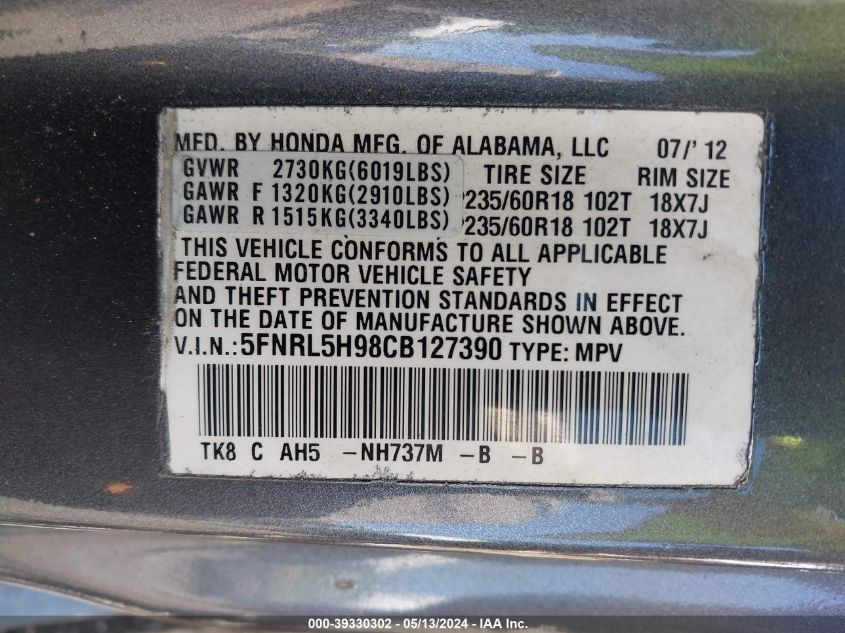 MFD. BY HONDA MFG. OF ALABAMA, LLC 07/' 12
GVWR 2730KG(6019LBS) TIRE SIZE RIM SIZE
GAWR F 1320KG(2910LBS) P235/60R18 102T 18X7J
GAWR R 1515KG(3340LBS) P235/60R18 102T 18X7J
THIS VEHICLE CONFORMS TO ALL APPLICABLE
FEDERAL MOTOR VEHICLE SAFETY
AND THEFT PREVENTION STANDARDS IN EFFECT
ON THE DATE OF MANUFACTURE SHOWN ABOVE.
V.I.N.: 5FNRL5H98CB127390 TYPE: MPV
TK8 C AH5 -NH737M -B -B
000-39330302 - 05/13/2024 - IAA Inc.